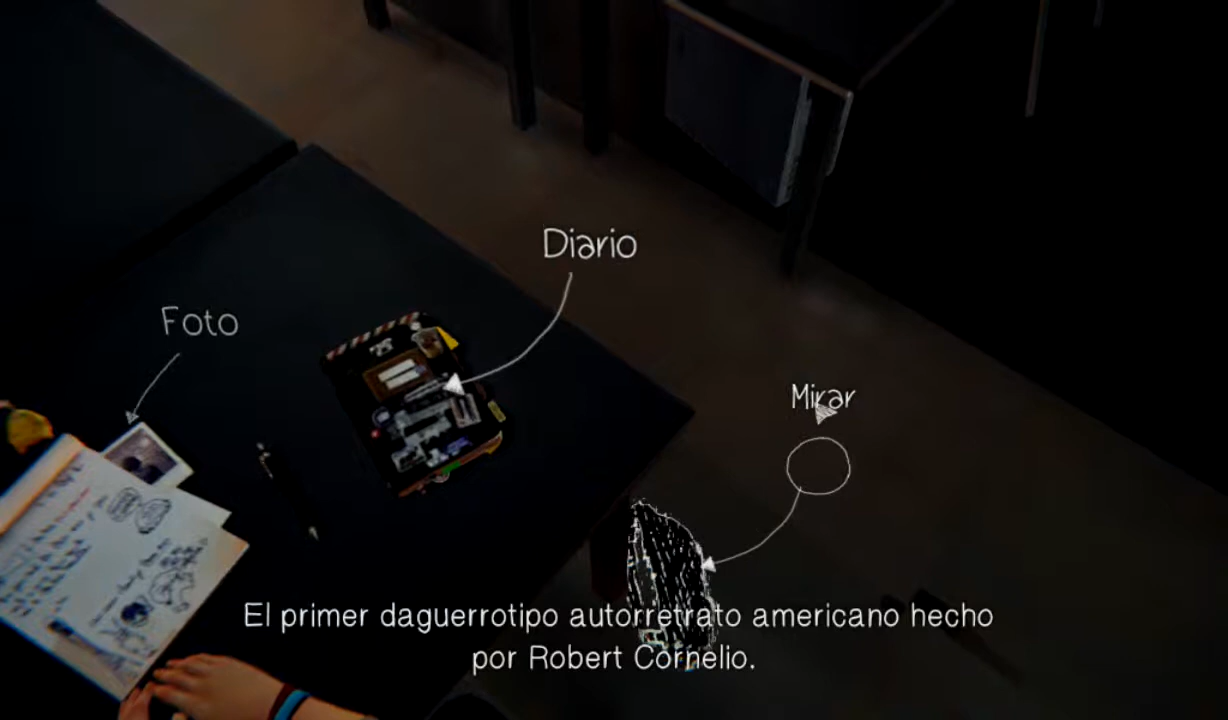 Diario
Foto
Mirar
El primer daguerrotipo autorretrato americano hecho
por Robert Cornelio.